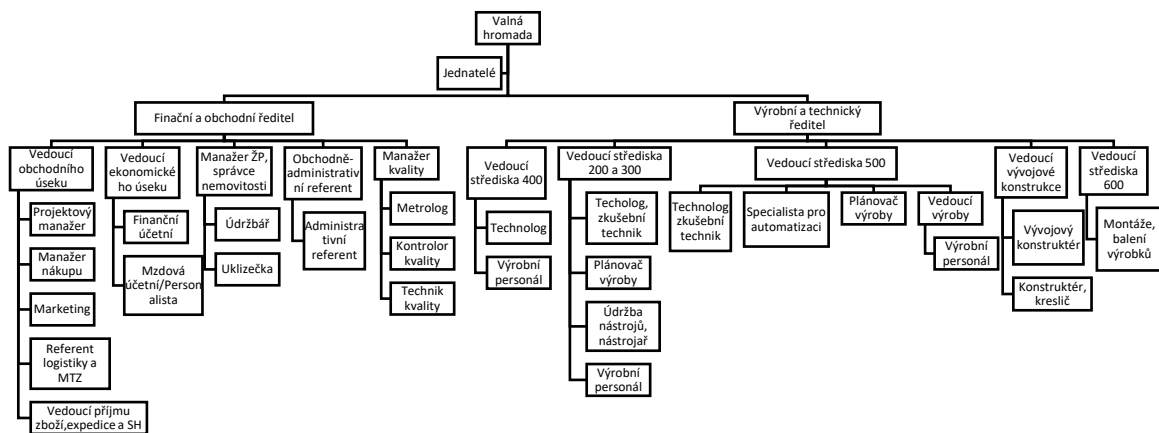 Valná
hromada
Jednatelé
Finační a obchodní ředitel
Výrobní a technický
ředitel
Vedoucí
obchodního
úseku
Vedoucí
ekonomické
ho úseku
Manažer ŽP,
správce
nemovitosti
Obchodně-
administrativ
ní referent
Manažer
kvality
Vedoucí
střediska 400
Vedoucí střediska
200 a 300
Vedoucí střediska 500
Vedoucí
vývojové
konstrukce
Vedoucí
střediska
600
Projektový
manažer
Manažer
nákupu
Marketing
Referent
logistiky a
MTZ
Vedoucí příjmu
zboží,expedice a SH
Finanční
účetní
Mzdová
účetní/Person
alista
Údržbář
Uklizečka
Administra
tivní
referent
Metrolog
Kontrolor
kvality
Technik
kvality
Technolog
Výrobní
personál
Techolog,
zkušební
technik
Plánovač
výroby
Údržba
nástrojů,
nástrojař
Výrobní
personál
Technolog
zkušební
technik
Specialista pro
automatizaci
Plánovač
výroby
Vedoucí
výroby
Výrobní
personál
Vývojový
konstruktér
Konstruktér,
kreslič
Montáže,
balení
výrobků